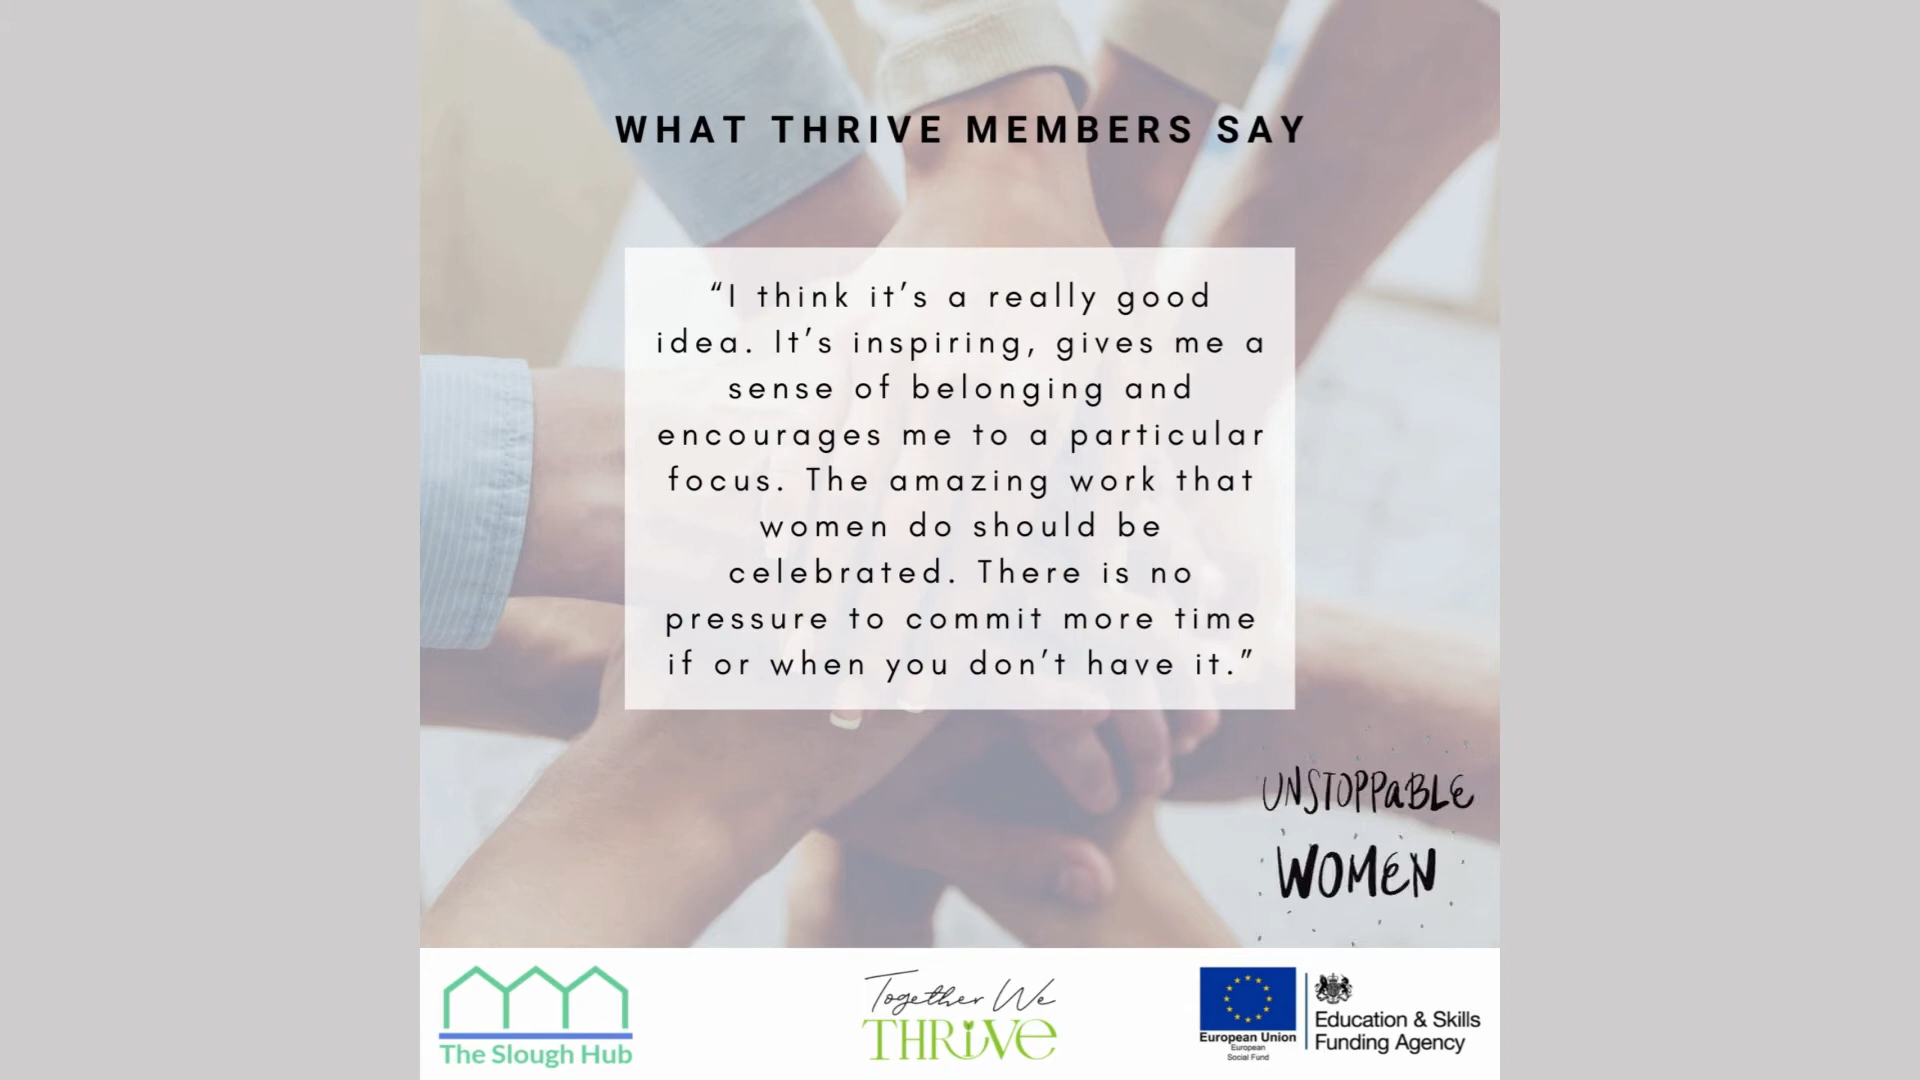 WHAT THRIVE MEMBERS SAY
“I think it’s a really good
idea. It’s inspiring, gives me a
sense of belonging and
encourages me to a particular
focus. The amazing work that
women do should be
celebrated. There is no
pressure to commit more time
if or when you don’t have it.”
UNSTOPPaBLe
WOMeN
The Slough Hub
Together We
THRiVe
European Union
European
Social Fund
Education & Skills
Funding Agency